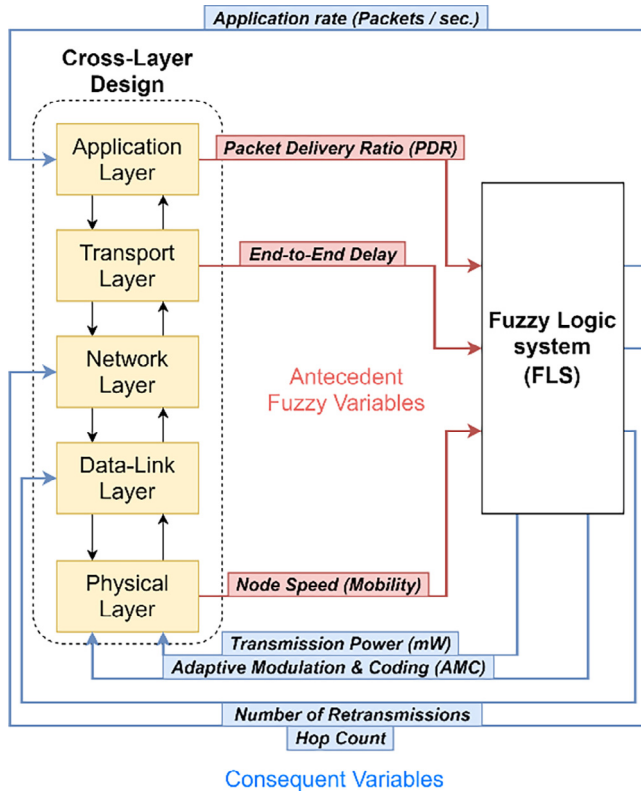 Application rate (Packets / sec.)
Cross-Layer
Design
Application
Layer
Packet Delivery Ratio (PDR)
Transport
Layer
End-to-End Delay
Fuzzy Logic
system
(FLS)
Network
Layer
Antecedent
Fuzzy Variables
Data-Link
Layer
Physical
Layer
Node Speed (Mobility)
Transmission Power (mW)
Adaptive Modulation & Coding (AMC)
Number of Retransmissions
Hop Count
Consequent Variables